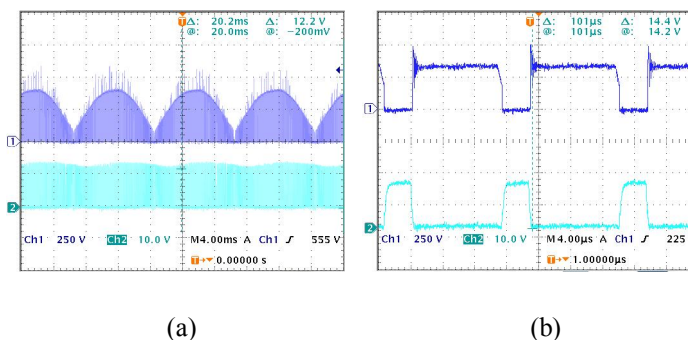 Δ: 20.2ms Δ: 12.2 V
@: 20.0ms @: −200mV
1
2
Ch1 250 V Ch2 10.0 V M4.00ms A Ch1 ʃ 555 V
T→▼ 0.00000 s
(a)
Δ: 101µs Δ: 14.4 V
@: 101µs @: 14.2 V
1
2
Ch1 250 V Ch2 10.0 V M4.00µs A Ch1 ʃ 225
T→▼ 1.00000µs
(b)